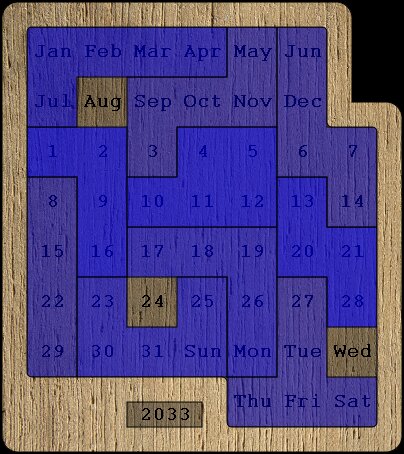 Jan Feb Mar Apr May Jun
Jul Aug Sep Oct Nov Dec
1 2 3 4 5 6 7
8 9 10 11 12 13 14
15 16 17 18 19 20 21
22 23 24 25 26 27 28
29 30 31 Sun Mon Tue Wed
Thu Fri Sat
2033